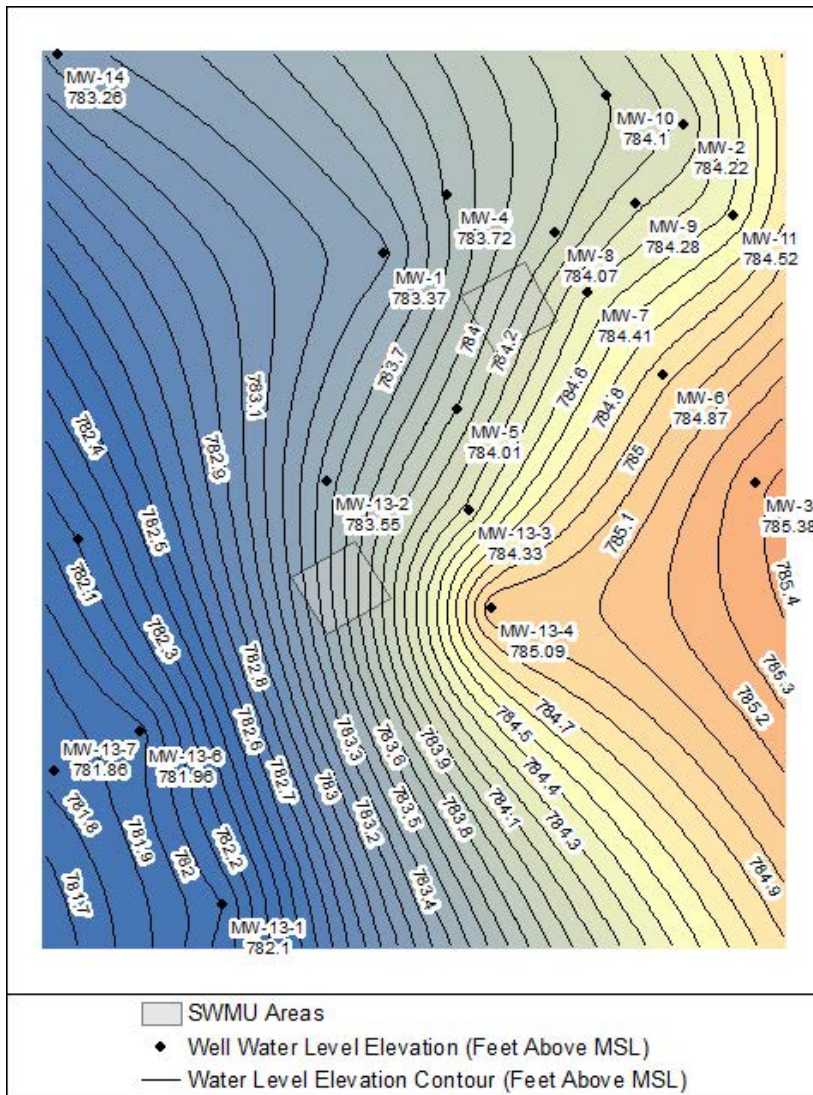 MW-14
783.26
MW-10
784.1
MW-2
784.22
MW-4
783.72
MW-9
784.28
MW-11
784.52
MW-8
784.07
MW-1
783.37
MW-7
784.41
784
784.2
783.7
784.6
784.8
MW-6
784.87
783.1
782.4
782.9
MW-5
784.01
785
MW-3
785.38
MW-13-2
783.55
782.5
MW-13-3
784.33
785.1
782.1
785.4
782.3
MW-13-4
785.09
782.8
785.3
785.2
784.7
784.5
782.6
783.3
783.6
783.9
MW-13-7
781.86
MW-13-6
781.96
782.7
783
784.4
783.2
783.5
783.8
784.1
784.3
781.8
781.9
782
782.2
783.4
784.9
781.7
MW-13-1
782.1
SWMU Areas
Well Water Level Elevation (Feet Above MSL)
Water Level Elevation Contour (Feet Above MSL)